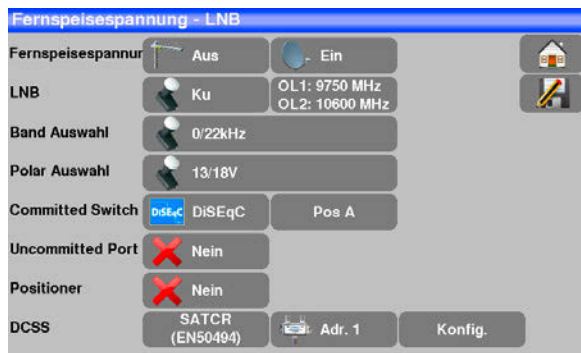 Fernspeisespannung - LNB
Fernspeisespannur Aus Ein
LNB Ku OL1: 9750 MHz
OL2: 10600 MHz
Band Auswahl 0/22kHz
Polar Auswahl 13/18V
Committed Switch DiSEqC DiSEqC Pos A
Uncommitted Port Nein
Positioner Nein
DCSS SATCR
(EN50494) Adr. 1 Konfig.